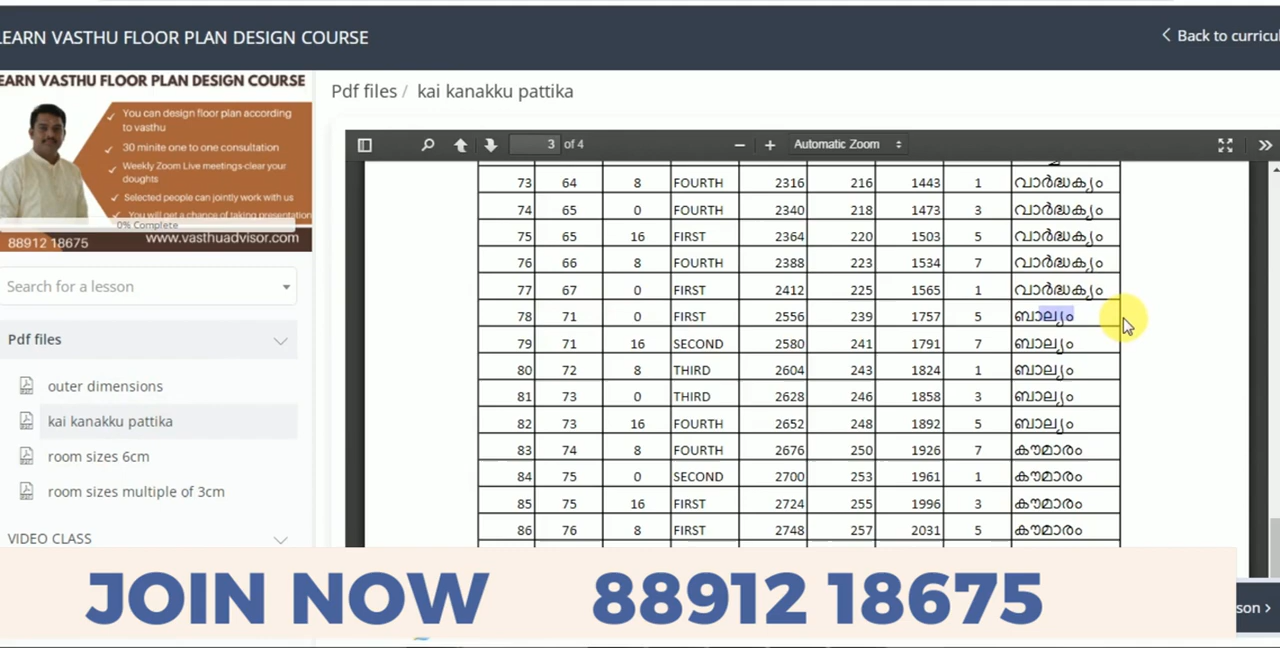 LEARN VASTHU FLOOR PLAN DESIGN COURSE
Back to curricul
EARN VASTHU FLOOR PLAN DESIGN COURSE
You can design floor plan according
to vasthu
30 minite one to one consultation
Weekly Zoom Live meetings-clear your
doughts
Selected people can jointly work with us
You will get a chance of taking presentation
0% Complete
88912 18675
www.vasthuadvisor.com
Search for a lesson
Pdf files
outer dimensions
kai kanakku pattika
room sizes 6cm
room sizes multiple of 3cm
VIDEO CLASS
Pdf files / kai kanakku pattika
3 of 4
Automatic Zoom
73 64 8 FOURTH 2316 216 1443 1 വാർദ്ധക്യം
74 65 0 FOURTH 2340 218 1473 3 വാർദ്ധക്യം
75 65 16 FIRST 2364 220 1503 5 വാർദ്ധക്യം
76 66 8 FOURTH 2388 223 1534 7 വാർദ്ധക്യം
77 67 0 FIRST 2412 225 1565 1 വാർദ്ധക്യം
78 71 0 FIRST 2556 239 1757 5 ബാല്യം
79 71 16 SECOND 2580 241 1791 7 ബാല്യം
80 72 8 THIRD 2604 243 1824 1 ബാല്യം
81 73 0 THIRD 2628 246 1858 3 ബാല്യം
82 73 16 FOURTH 2652 248 1892 5 ബാല്യം
83 74 8 FOURTH 2676 250 1926 7 കൗമാരം
84 75 0 SECOND 2700 253 1961 1 കൗമാരം
85 75 16 FIRST 2724 255 1996 3 കൗമാരം
86 76 8 FIRST 2748 257 2031 5 കൗമാരം
son
JOIN NOW 88912 18675